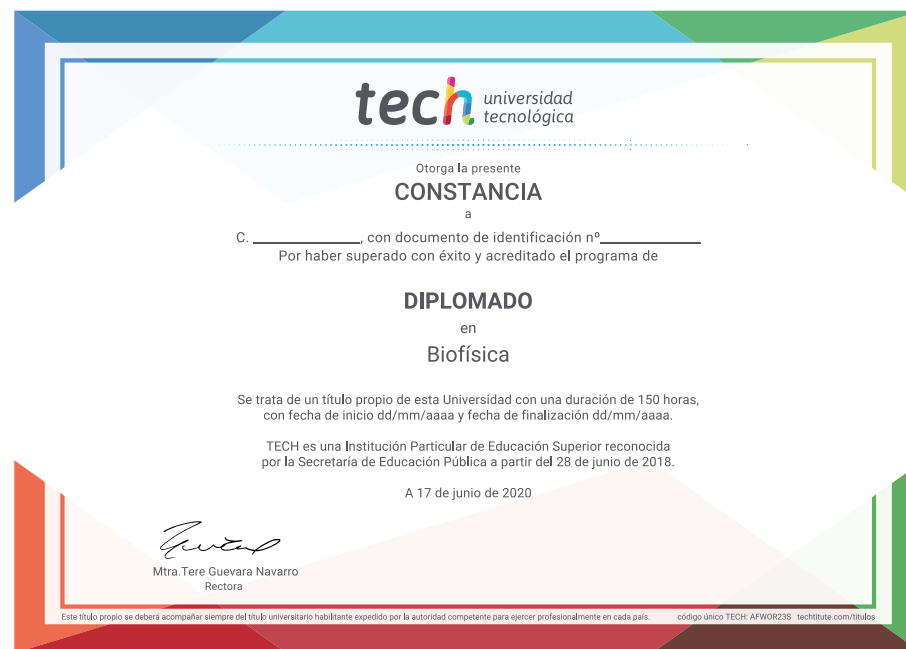 tech universidad
tecnológica
Otorga la presente
CONSTANCIA
a
C. ____________, con documento de identificación nº____________
Por haber superado con éxito y acreditado el programa de
DIPLOMADO
en
Biofísica
Se trata de un título propio de esta Universidad con una duración de 150 horas,
con fecha de inicio dd/mm/aaaa y fecha de finalización dd/mm/aaaa.
TECH es una Institución Particular de Educación Superior reconocida
por la Secretaría de Educación Pública a partir del 28 de junio de 2018.
A 17 de junio de 2020
Mtra.Tere Guevara Navarro
Rectora
Este título propio se deberá acompañar siempre del título universitario habilitante expedido por la autoridad competente para ejercer profesionalmente en cada país. código único TECH: AFWOR23S techtitute.com/titulos